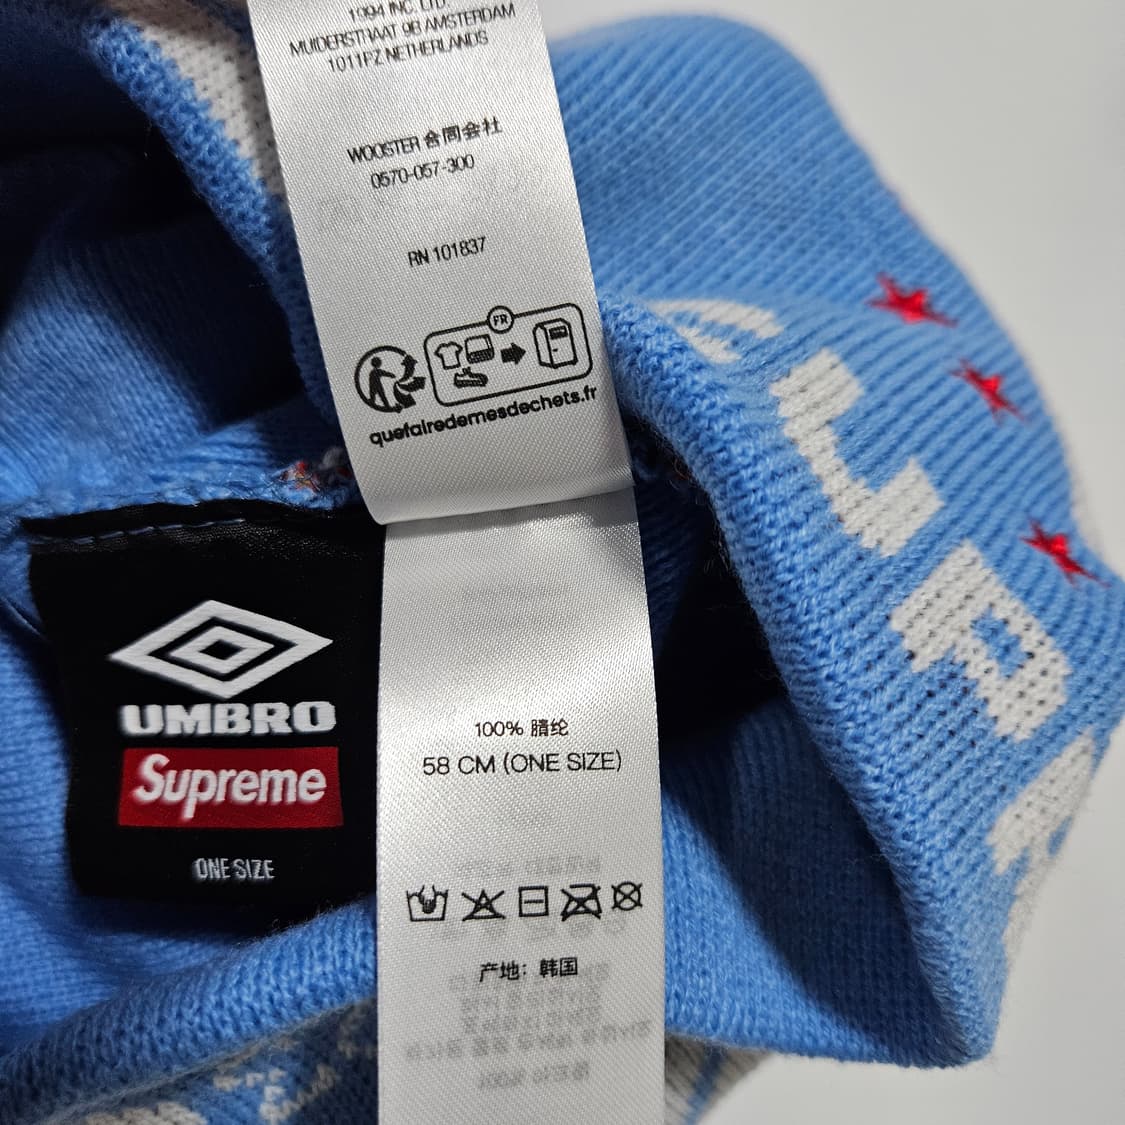 1994 INC. LTD.
MUIDERSTHAAT 9B AMSTERDAM
1011PZ NETHERLANDS
WOOSTER 合同会社
0570-057-300
RN 101837
FR
quefairedemesdechets.fr
UMBRO
Supreme
ONE SIZE
100% 腈纶
58 CM (ONE SIZE)
产地：韩国